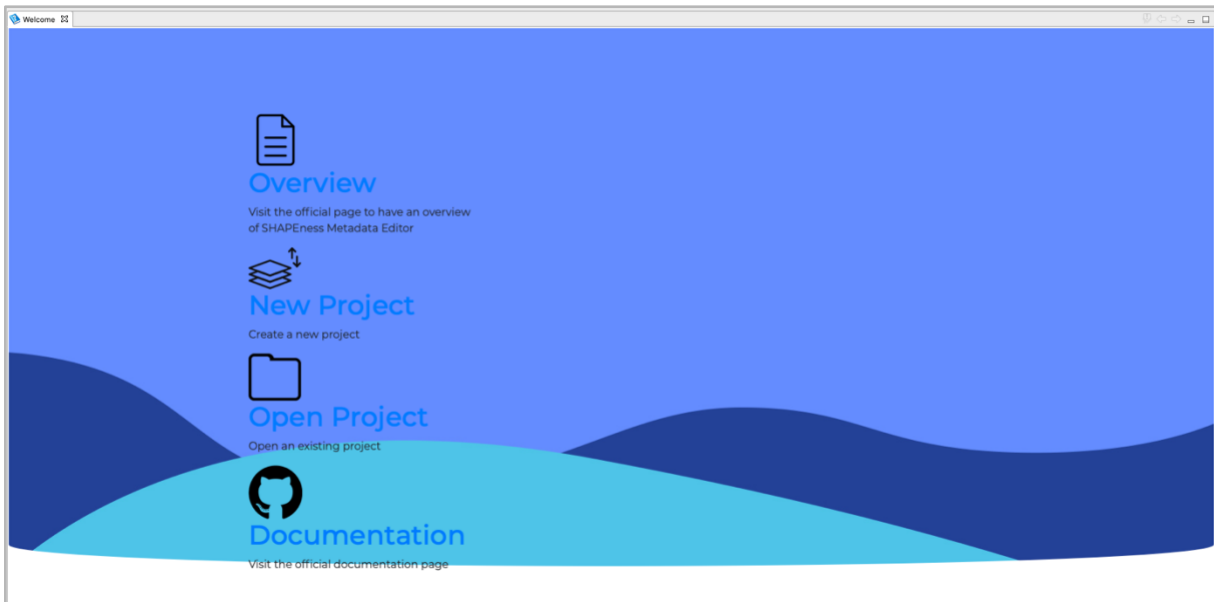 Welcome
Overview
Visit the official page to have an overview
of SHAPEness Metadata Editor
New Project
Create a new project
Open Project
Open an existing project
Documentation
Visit the official documentation page